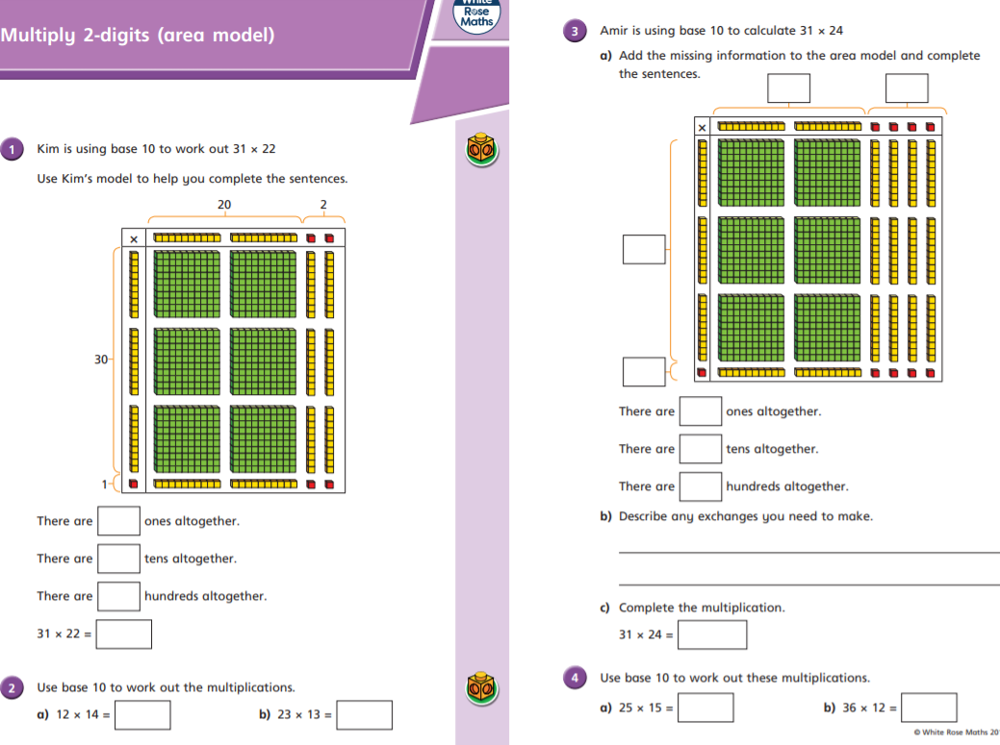 Multiply 2-digits (area model)
White
Rose
Maths
1 Kim is using base 10 to work out 31 × 22
Use Kim's model to help you complete the sentences.
20 2
×
30
1
There are ones altogether.
There are tens altogether.
There are hundreds altogether.
31 × 22 =
2 Use base 10 to work out the multiplications.
a) 12 × 14 = b) 23 × 13 =
3 Amir is using base 10 to calculate 31 × 24
a) Add the missing information to the area model and complete
the sentences.
×
There are ones altogether.
There are tens altogether.
There are hundreds altogether.
b) Describe any exchanges you need to make.
c) Complete the multiplication.
31 × 24 =
4 Use base 10 to work out these multiplications.
a) 25 × 15 = b) 36 × 12 =
© White Rose Maths 20